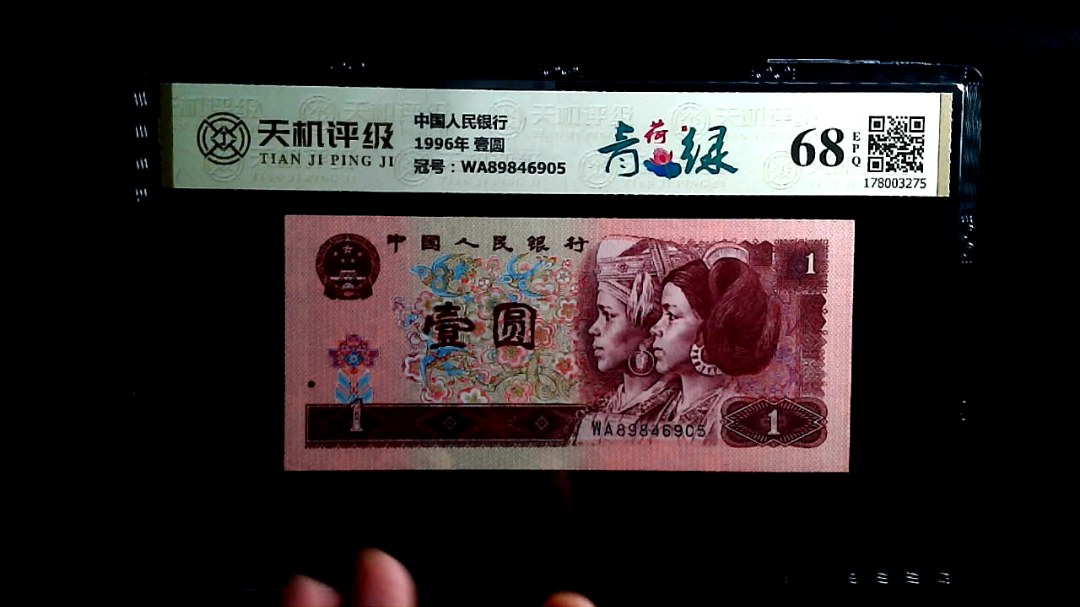 天机评级
TIAN JI PING JI
中国人民银行
1996年 壹圆
冠号：WA89846905
青荷绿
68
EPQ
178003275
中国人民银行
1
壹圆
1
WA89846905
1